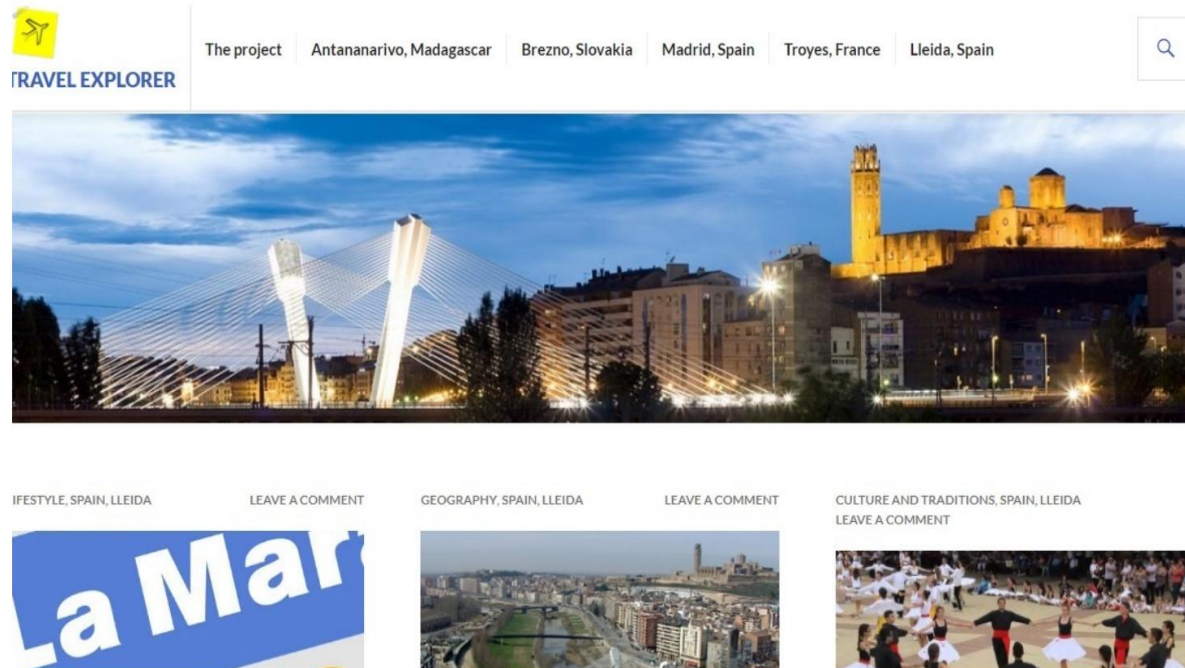 The project
Antananarivo, Madagascar
Brezno, Slovakia
Madrid, Spain
Troyes, France
Lleida, Spain
TRAVEL EXPLORER
IFESTYLE, SPAIN, LLEIDA
LEAVE A COMMENT
GEOGRAPHY, SPAIN, LLEIDA
LEAVE A COMMENT
CULTURE AND TRADITIONS, SPAIN, LLEIDA
LEAVE A COMMENT
La Mar